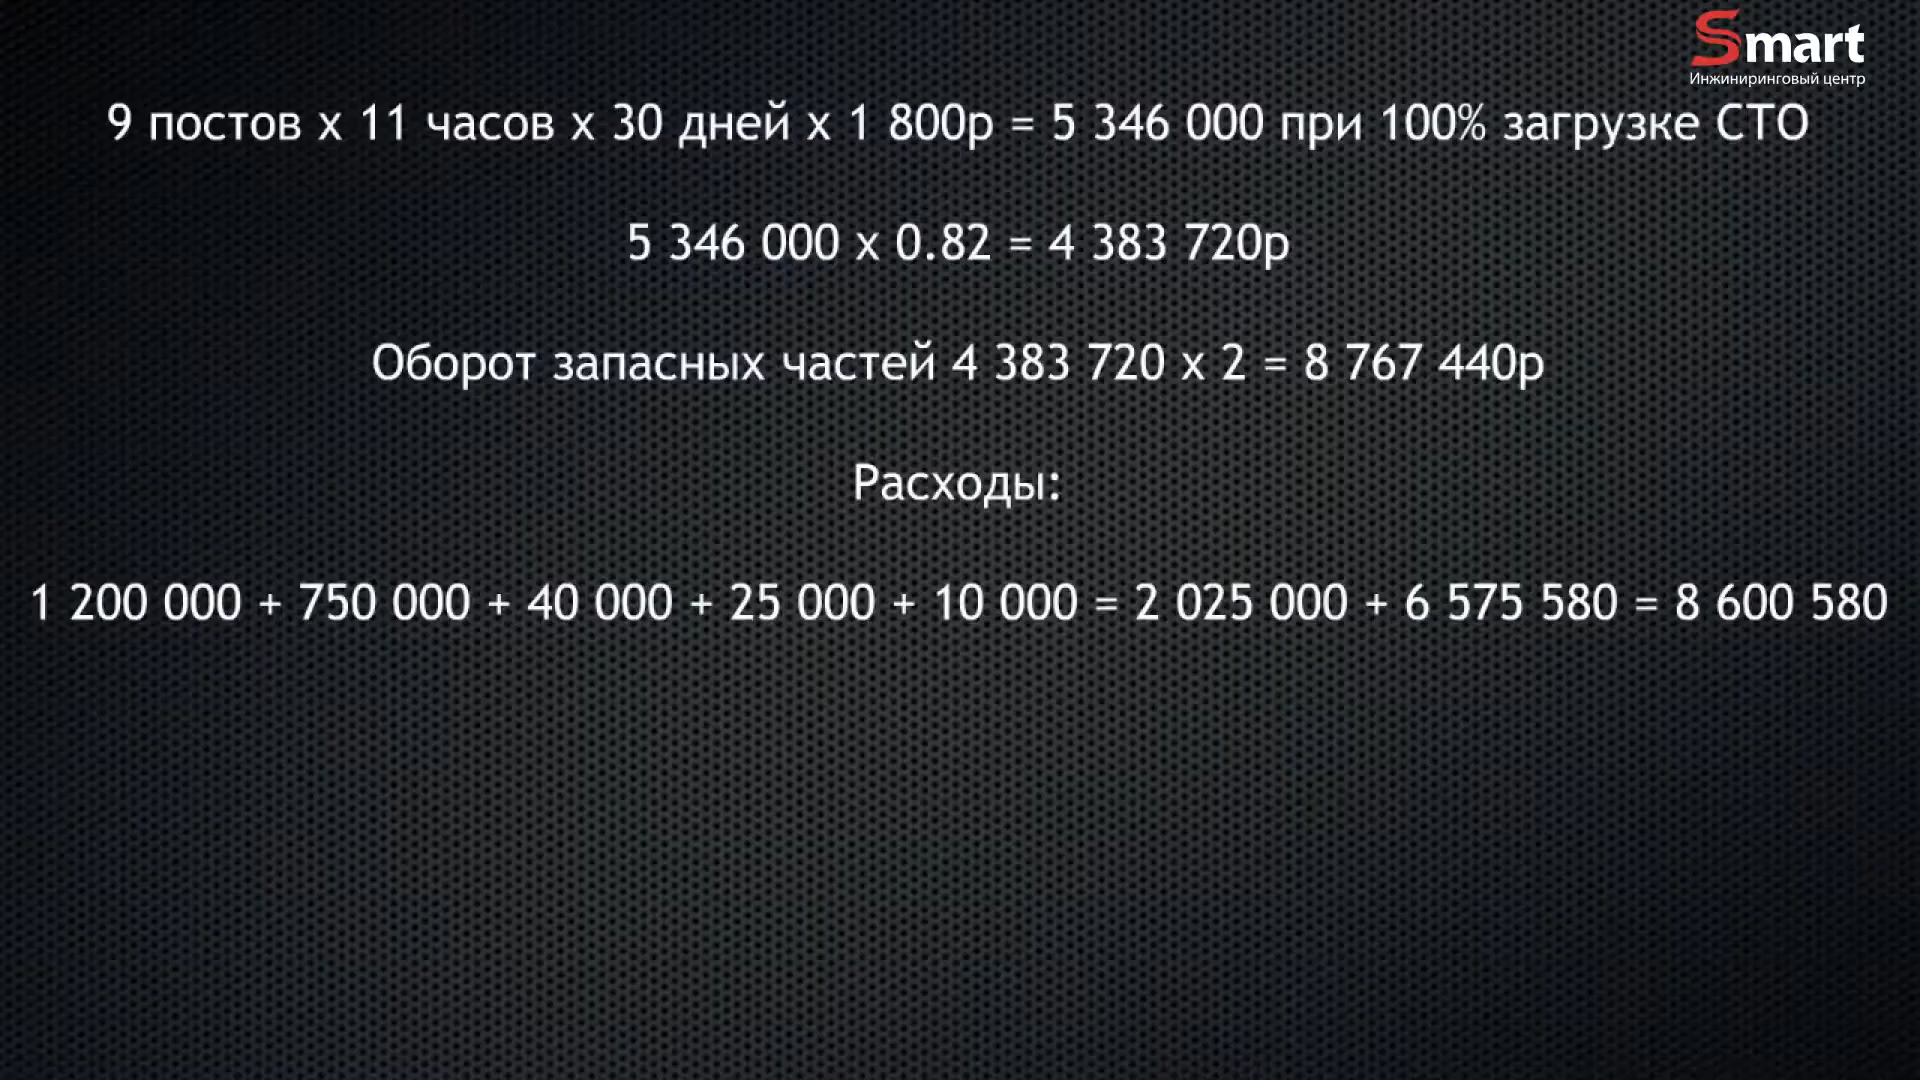 Smart
Инжиниринговый центр
9 постов х 11 часов х 30 дней х 1 800р = 5 346 000 при 100% загрузке СТО
5 346 000 х 0.82 = 4 383 720р
Оборот запасных частей 4 383 720 х 2 = 8 767 440р
Расходы:
1 200 000 + 750 000 + 40 000 + 25 000 + 10 000 = 2 025 000 + 6 575 580 = 8 600 580